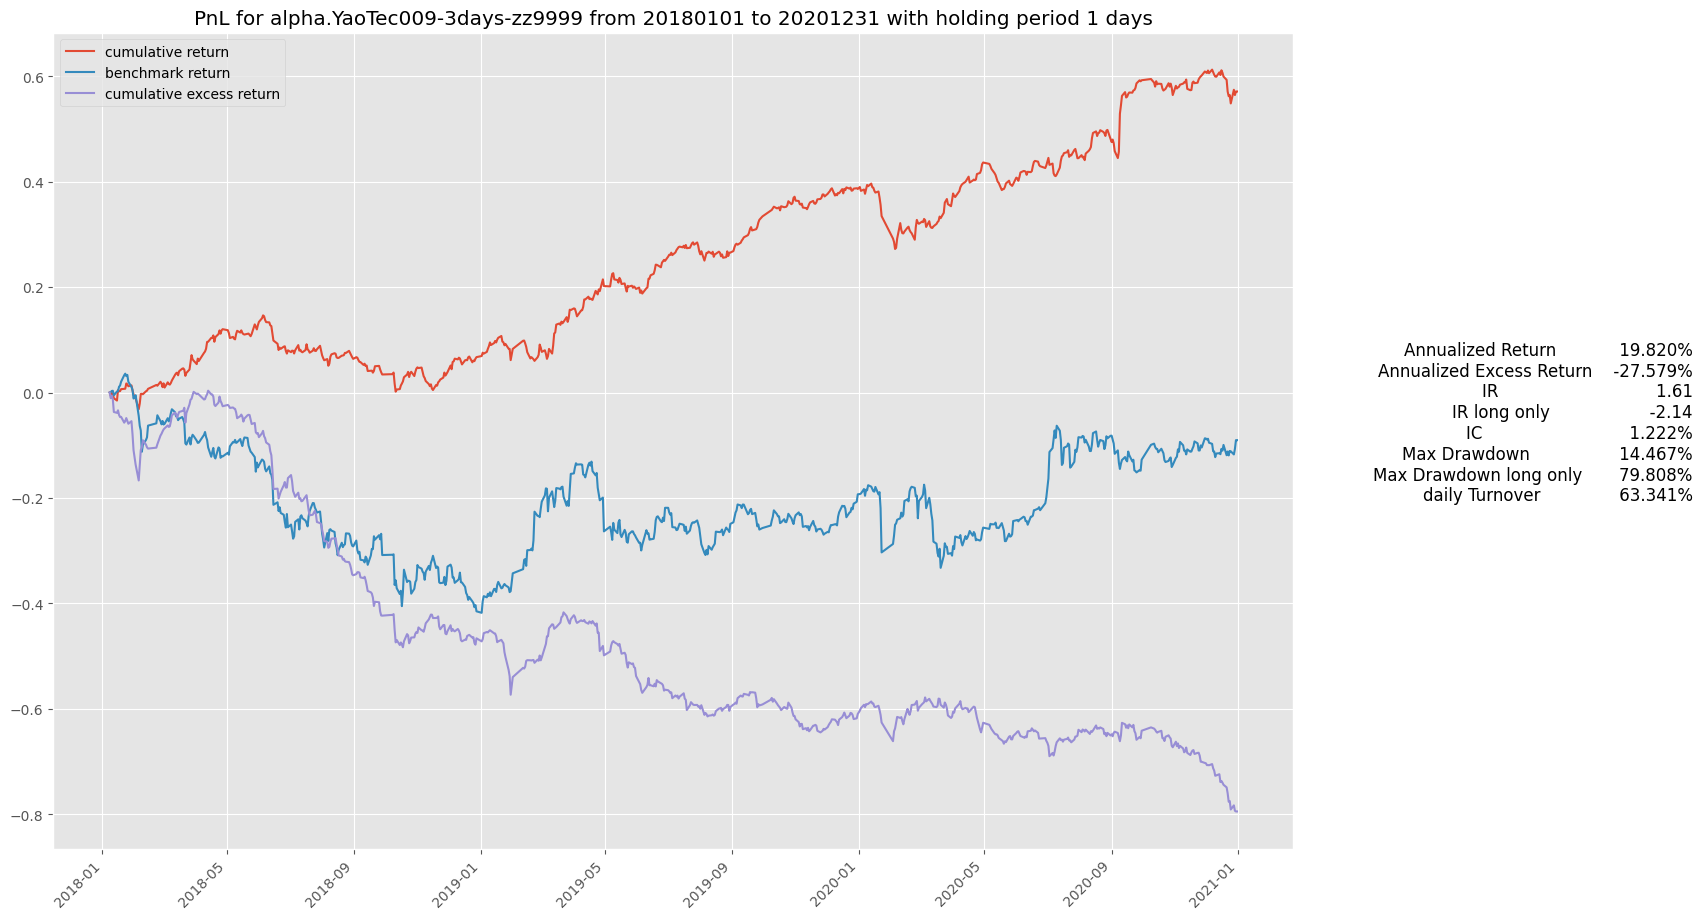 PnL for alpha.YaoTec009-3days-zz9999 from 20180101 to 20201231 with holding period 1 days
cumulative return
benchmark return
cumulative excess return
0.6
0.4
0.2
0.0
−0.2
−0.4
−0.6
−0.8
2018-01
2018-05
2018-09
2019-01
2019-05
2019-09
2020-01
2020-05
2020-09
2021-01
Annualized Return 19.820%
Annualized Excess Return -27.579%
IR 1.61
IR long only -2.14
IC 1.222%
Max Drawdown 14.467%
Max Drawdown long only 79.808%
daily Turnover 63.341%